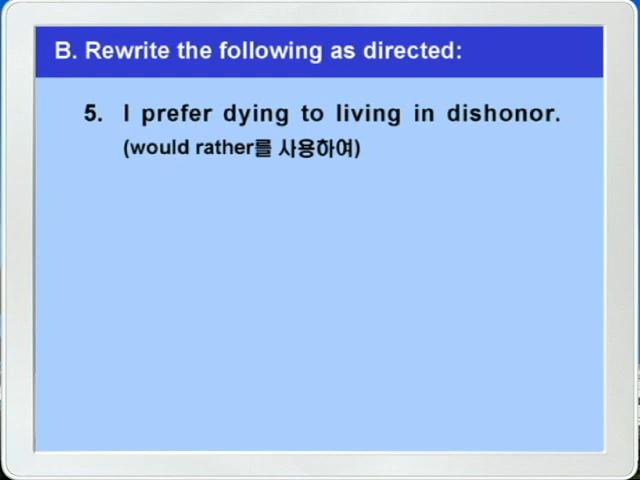 B. Rewrite the following as directed:
5. I prefer dying to living in dishonor.
(would rather를 사용하여)